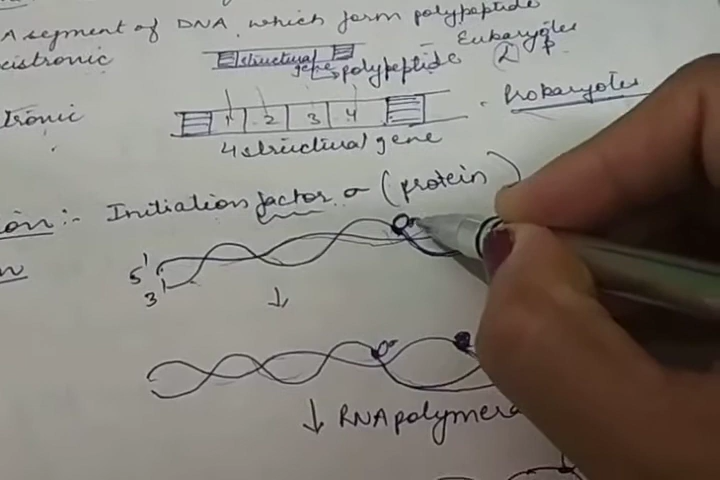 A segment of DNA, which form polypeptide
cistronic
structural
gene
polypeptide
Eukaryotes
tronic
1 2 3 4
Prokaryotes
4 structural gene
on:- Initiation factor σ (protein)
n
5'
3'
↓
σ
↓ RNA polymera